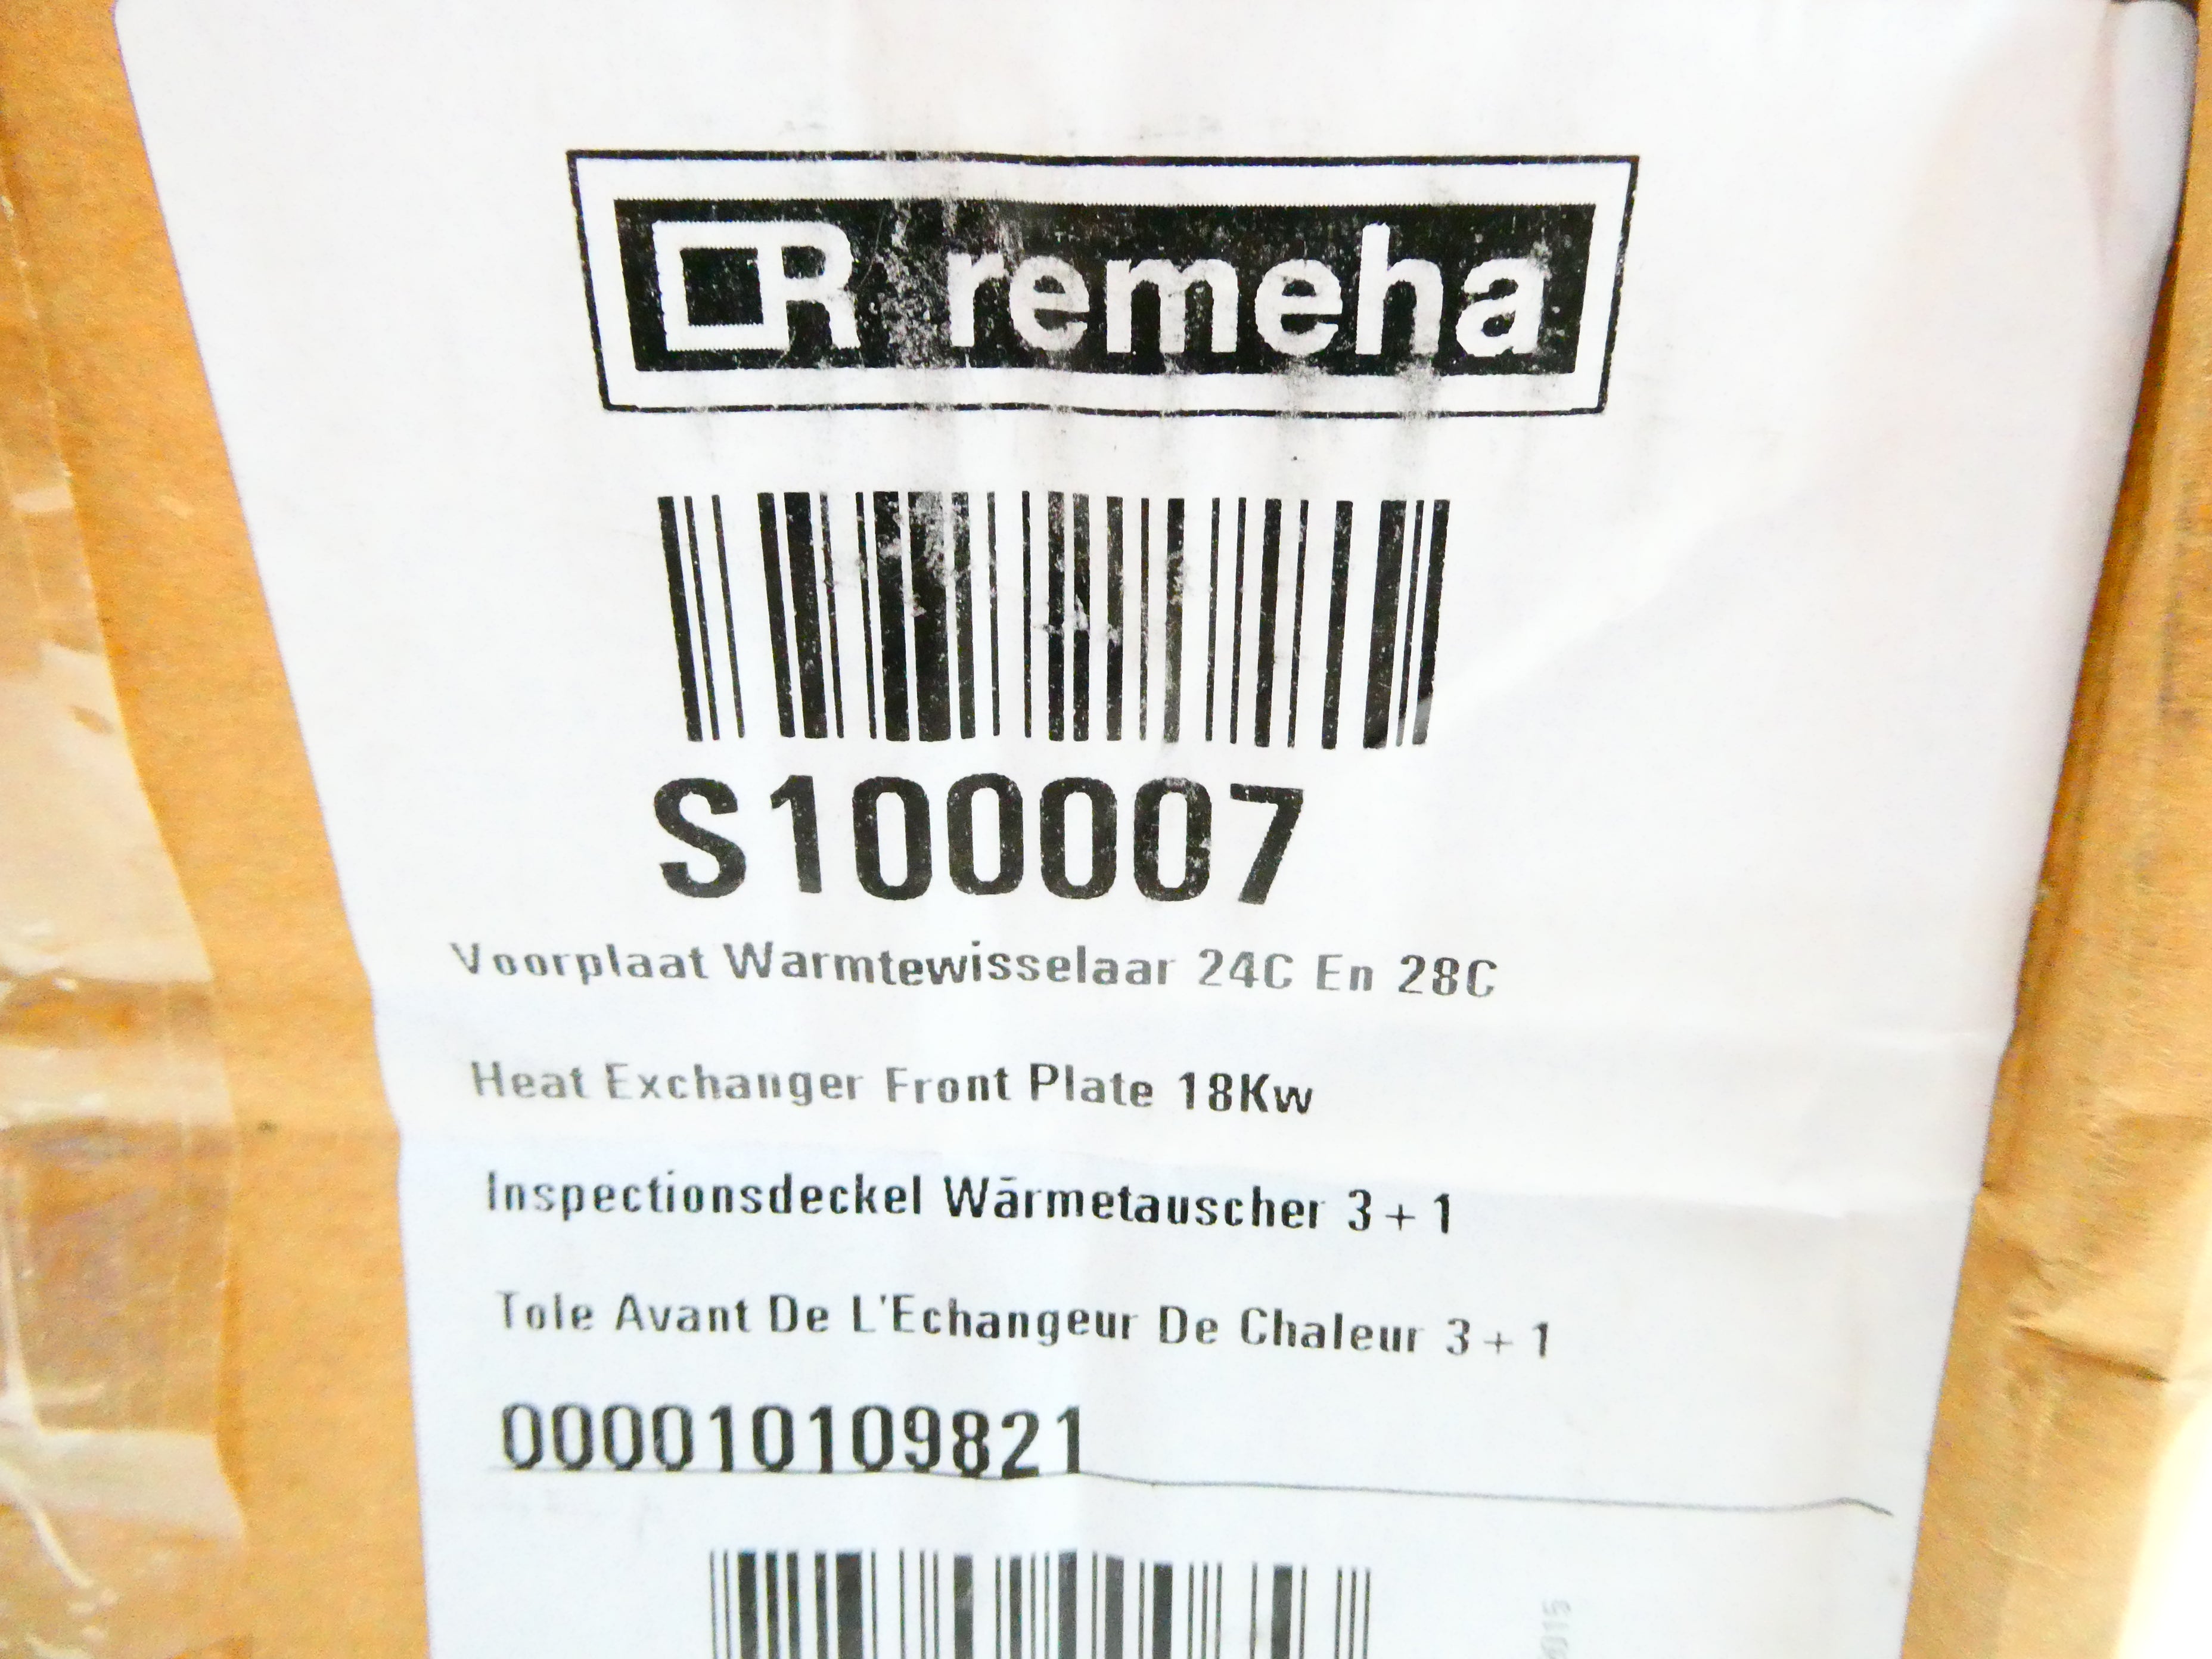 R remeha
S100007
Voorplaat Warmtewisselaar 24C En 28C
Heat Exchanger Front Plate 18Kw
Inspectionsdeckel Wärmetauscher 3 + 1
Tole Avant De L'Echangeur De Chaleur 3 + 1
000010109821